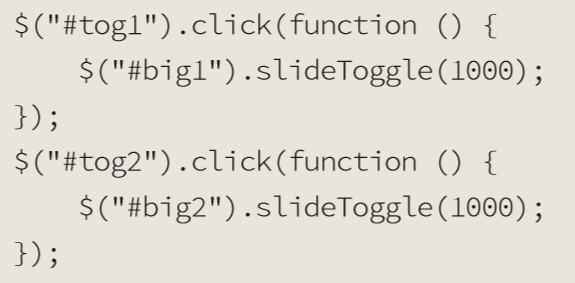 $("#tog1").click(function () {
    $("#big1").slideToggle(1000);
});
$("#tog2").click(function () {
    $("#big2").slideToggle(1000);
});